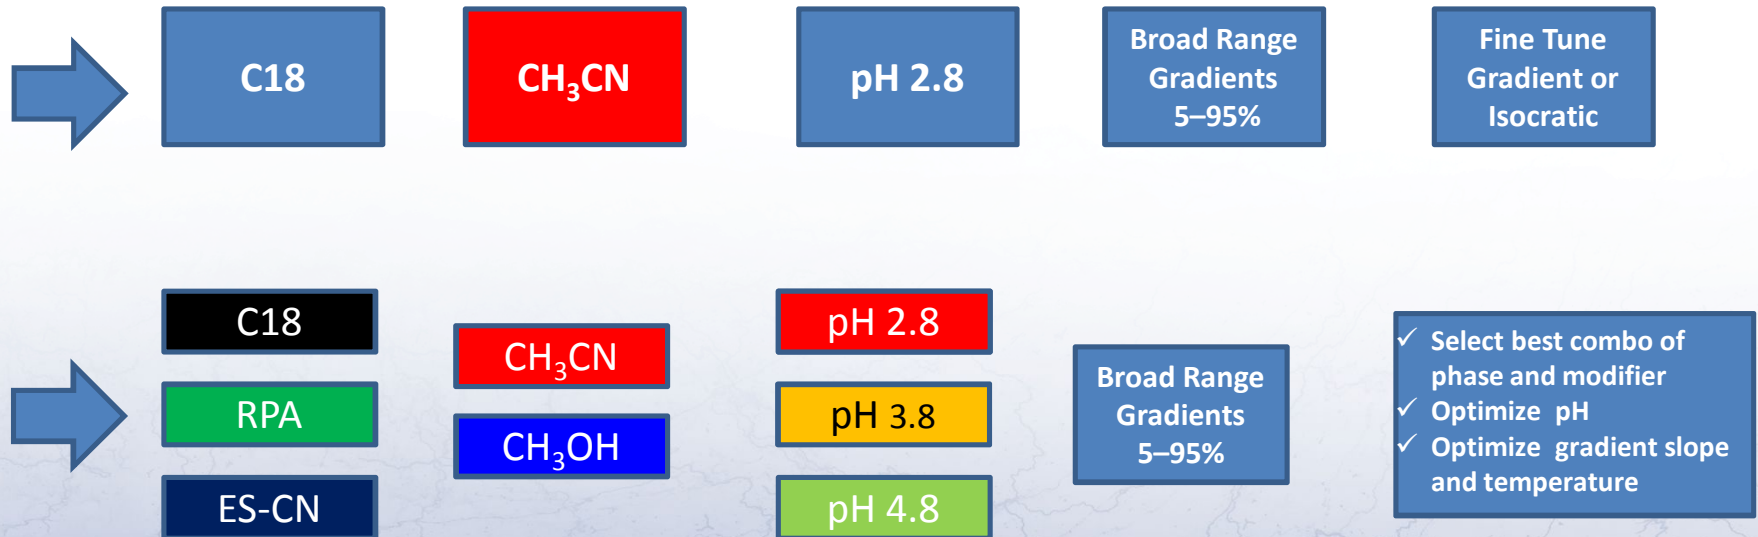 C18
CH₃CN
pH 2.8
Broad Range
Gradients
5–95%
Fine Tune
Gradient or
Isocratic
C18
RPA
ES-CN
CH₃CN
CH₃OH
pH 2.8
pH 3.8
pH 4.8
Broad Range
Gradients
5–95%
✓ Select best combo of
phase and modifier
✓ Optimize pH
✓ Optimize gradient slope
and temperature